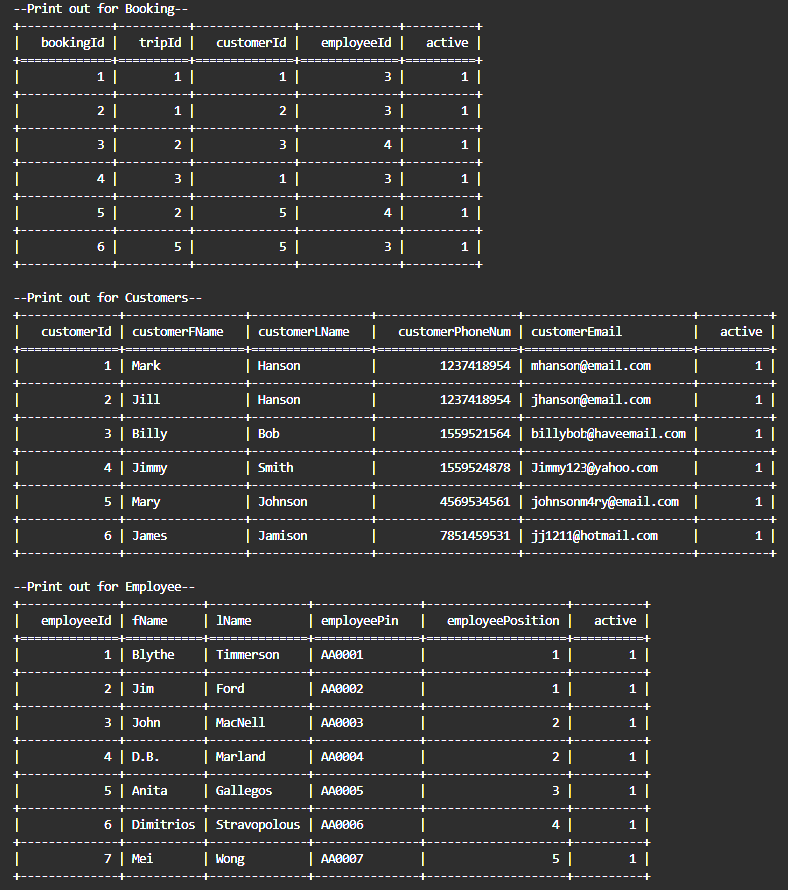 --Print out for Booking--
+-------------+---------+--------------+--------------+----------+
|   bookingId |  tripId |   customerId |   employeeId |   active |
+=============+=========+==============+==============+==========+
|           1 |       1 |            1 |            3 |        1 |
+-------------+---------+--------------+--------------+----------+
|           2 |       1 |            2 |            3 |        1 |
+-------------+---------+--------------+--------------+----------+
|           3 |       2 |            3 |            4 |        1 |
+-------------+---------+--------------+--------------+----------+
|           4 |       3 |            1 |            3 |        1 |
+-------------+---------+--------------+--------------+----------+
|           5 |       2 |            5 |            4 |        1 |
+-------------+---------+--------------+--------------+----------+
|           6 |       5 |            5 |            3 |        1 |
+-------------+---------+--------------+--------------+----------+
--Print out for Customers--
+--------------+-----------------+-----------------+--------------------+------------------------+----------+
|   customerId | customerFName   | customerLName   |   customerPhoneNum | customerEmail          |   active |
+==============+=================+=================+====================+========================+==========+
|            1 | Mark            | Hanson          |         1237418954 | mhanson@email.com      |        1 |
+--------------+-----------------+-----------------+--------------------+------------------------+----------+
|            2 | Jill            | Hanson          |         1237418954 | jhanson@email.com      |        1 |
+--------------+-----------------+-----------------+--------------------+------------------------+----------+
|            3 | Billy           | Bob             |         1559521564 | billybob@haveemail.com |        1 |
+--------------+-----------------+-----------------+--------------------+------------------------+----------+
|            4 | Jimmy           | Smith           |         1559524878 | Jimmy123@yahoo.com     |        1 |
+--------------+-----------------+-----------------+--------------------+------------------------+----------+
|            5 | Mary            | Johnson         |         4569534561 | johnsonm4ry@email.com  |        1 |
+--------------+-----------------+-----------------+--------------------+------------------------+----------+
|            6 | James           | Jamison         |         7851459531 | jj1211@hotmail.com     |        1 |
+--------------+-----------------+-----------------+--------------------+------------------------+----------+
--Print out for Employee--
+--------------+-----------+--------------+---------------+--------------------+----------+
|   employeeId | fName     | lName        | employeePin   |   employeePosition |   active |
+==============+===========+==============+===============+====================+==========+
|            1 | Blythe    | Timmerson    | AA0001        |                  1 |        1 |
+--------------+-----------+--------------+---------------+--------------------+----------+
|            2 | Jim       | Ford         | AA0002        |                  1 |        1 |
+--------------+-----------+--------------+---------------+--------------------+----------+
|            3 | John      | MacNell      | AA0003        |                  2 |        1 |
+--------------+-----------+--------------+---------------+--------------------+----------+
|            4 | D.B.      | Marland      | AA0004        |                  2 |        1 |
+--------------+-----------+--------------+---------------+--------------------+----------+
|            5 | Anita     | Gallegos     | AA0005        |                  3 |        1 |
+--------------+-----------+--------------+---------------+--------------------+----------+
|            6 | Dimitrios | Stravopolous | AA0006        |                  4 |        1 |
+--------------+-----------+--------------+---------------+--------------------+----------+
|            7 | Mei       | Wong         | AA0007        |                  5 |        1 |
+--------------+-----------+--------------+---------------+--------------------+----------+